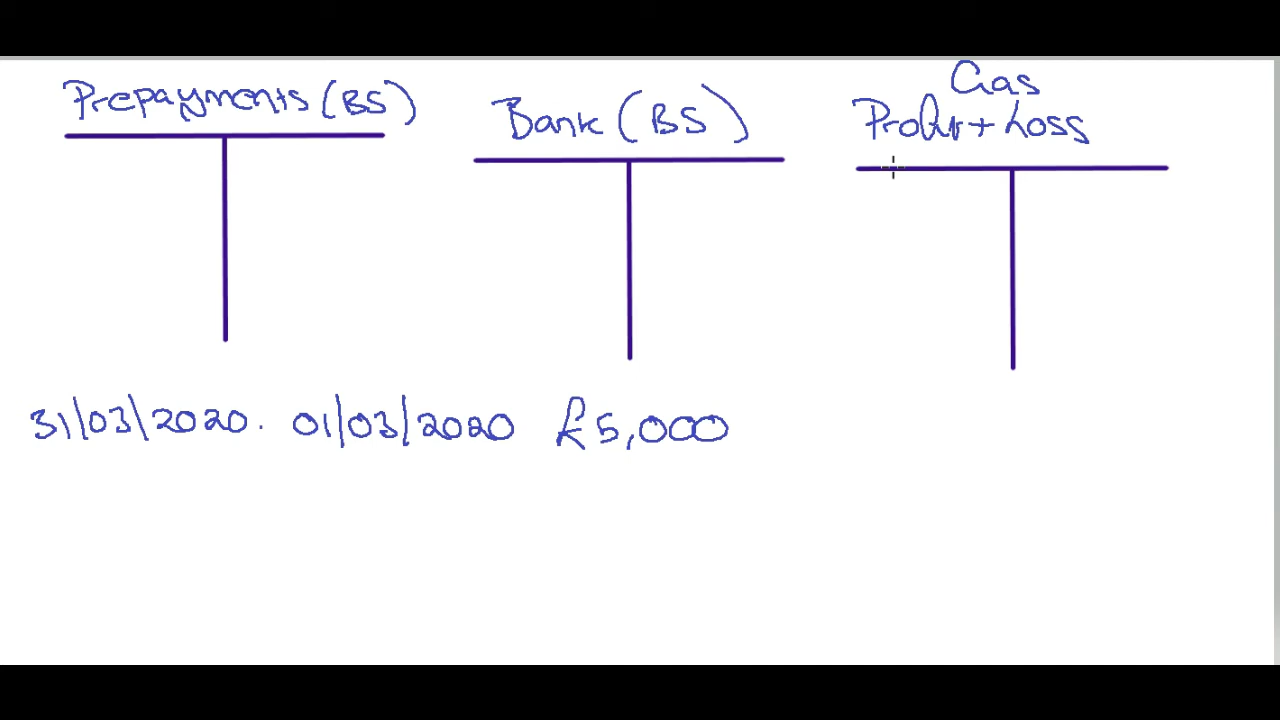 Prepayments (BS)
Bank (BS)
Gas
Profit + Loss
31/03/2020. 01/03/2020 £5,000